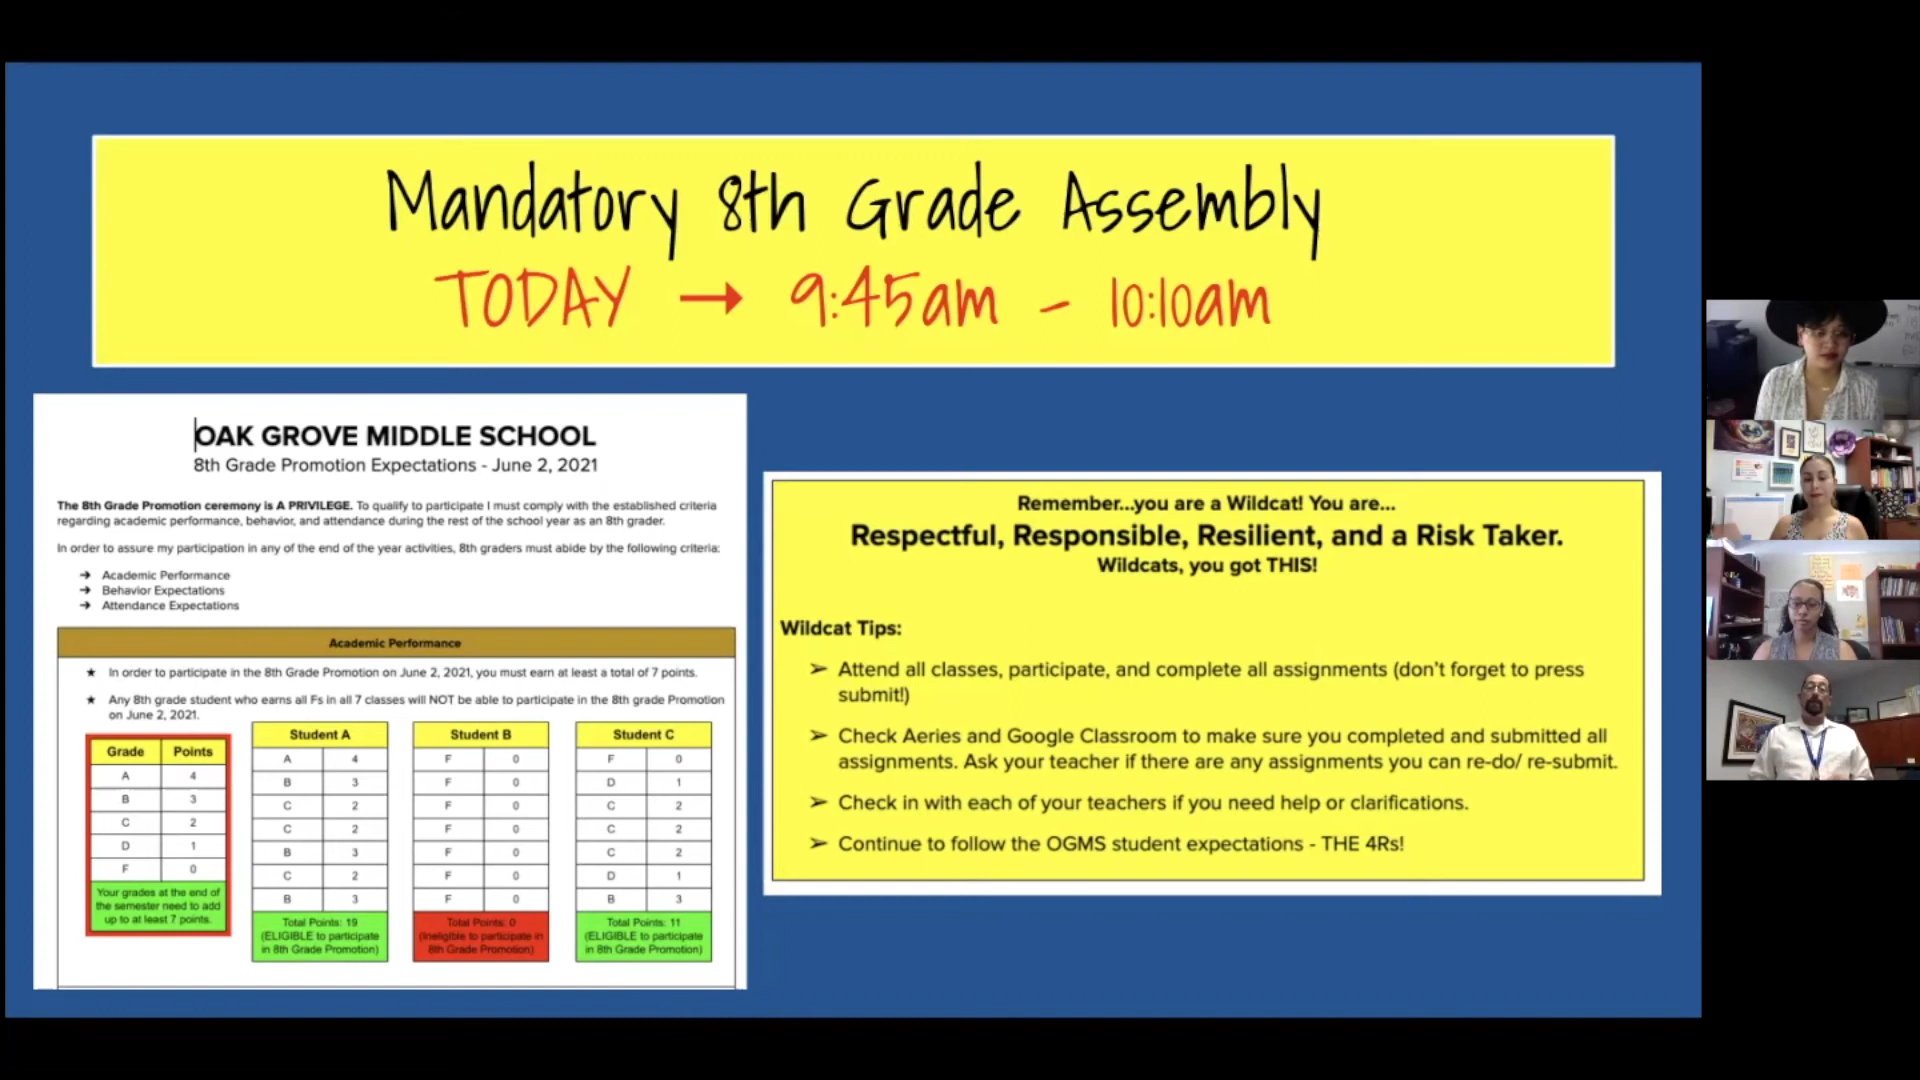 Mandatory 8th Grade Assembly
TODAY → 9:45am - 10:10am
OAK GROVE MIDDLE SCHOOL
8th Grade Promotion Expectations - June 2, 2021
The 8th Grade Promotion ceremony is A PRIVILEGE. To qualify to participate I must comply with the established criteria
regarding academic performance, behavior, and attendance during the rest of the school year as an 8th grader.
In order to assure my participation in any of the end of the year activities, 8th graders must abide by the following criteria:
➔ Academic Performance
➔ Behavior Expectations
➔ Attendance Expectations
Academic Performance
★ In order to participate in the 8th Grade Promotion on June 2, 2021, you must earn at least a total of 7 points.
★ Any 8th grade student who earns all Fs in all 7 classes will NOT be able to participate in the 8th grade Promotion
on June 2, 2021.
Grade Points
A 4
B 3
C 2
D 1
F 0
Your grades at the end of
the semester need to add
up to at least 7 points.
Student A
A 4
B 3
C 2
C 2
B 3
C 2
B 3
Total Points: 19
(ELIGIBLE to participate
in 8th Grade Promotion)
Student B
F 0
F 0
F 0
F 0
F 0
F 0
F 0
Total Points: 0
(Ineligible to participate in
8th Grade Promotion)
Student C
F 0
D 1
C 2
C 2
C 2
D 1
B 3
Total Points: 11
(ELIGIBLE to participate
in 8th Grade Promotion)
Remember...you are a Wildcat! You are...
Respectful, Responsible, Resilient, and a Risk Taker.
Wildcats, you got THIS!
Wildcat Tips:
➢ Attend all classes, participate, and complete all assignments (don't forget to press
submit!)
➢ Check Aeries and Google Classroom to make sure you completed and submitted all
assignments. Ask your teacher if there are any assignments you can re-do/ re-submit.
➢ Check in with each of your teachers if you need help or clarifications.
➢ Continue to follow the OGMS student expectations - THE 4Rs!